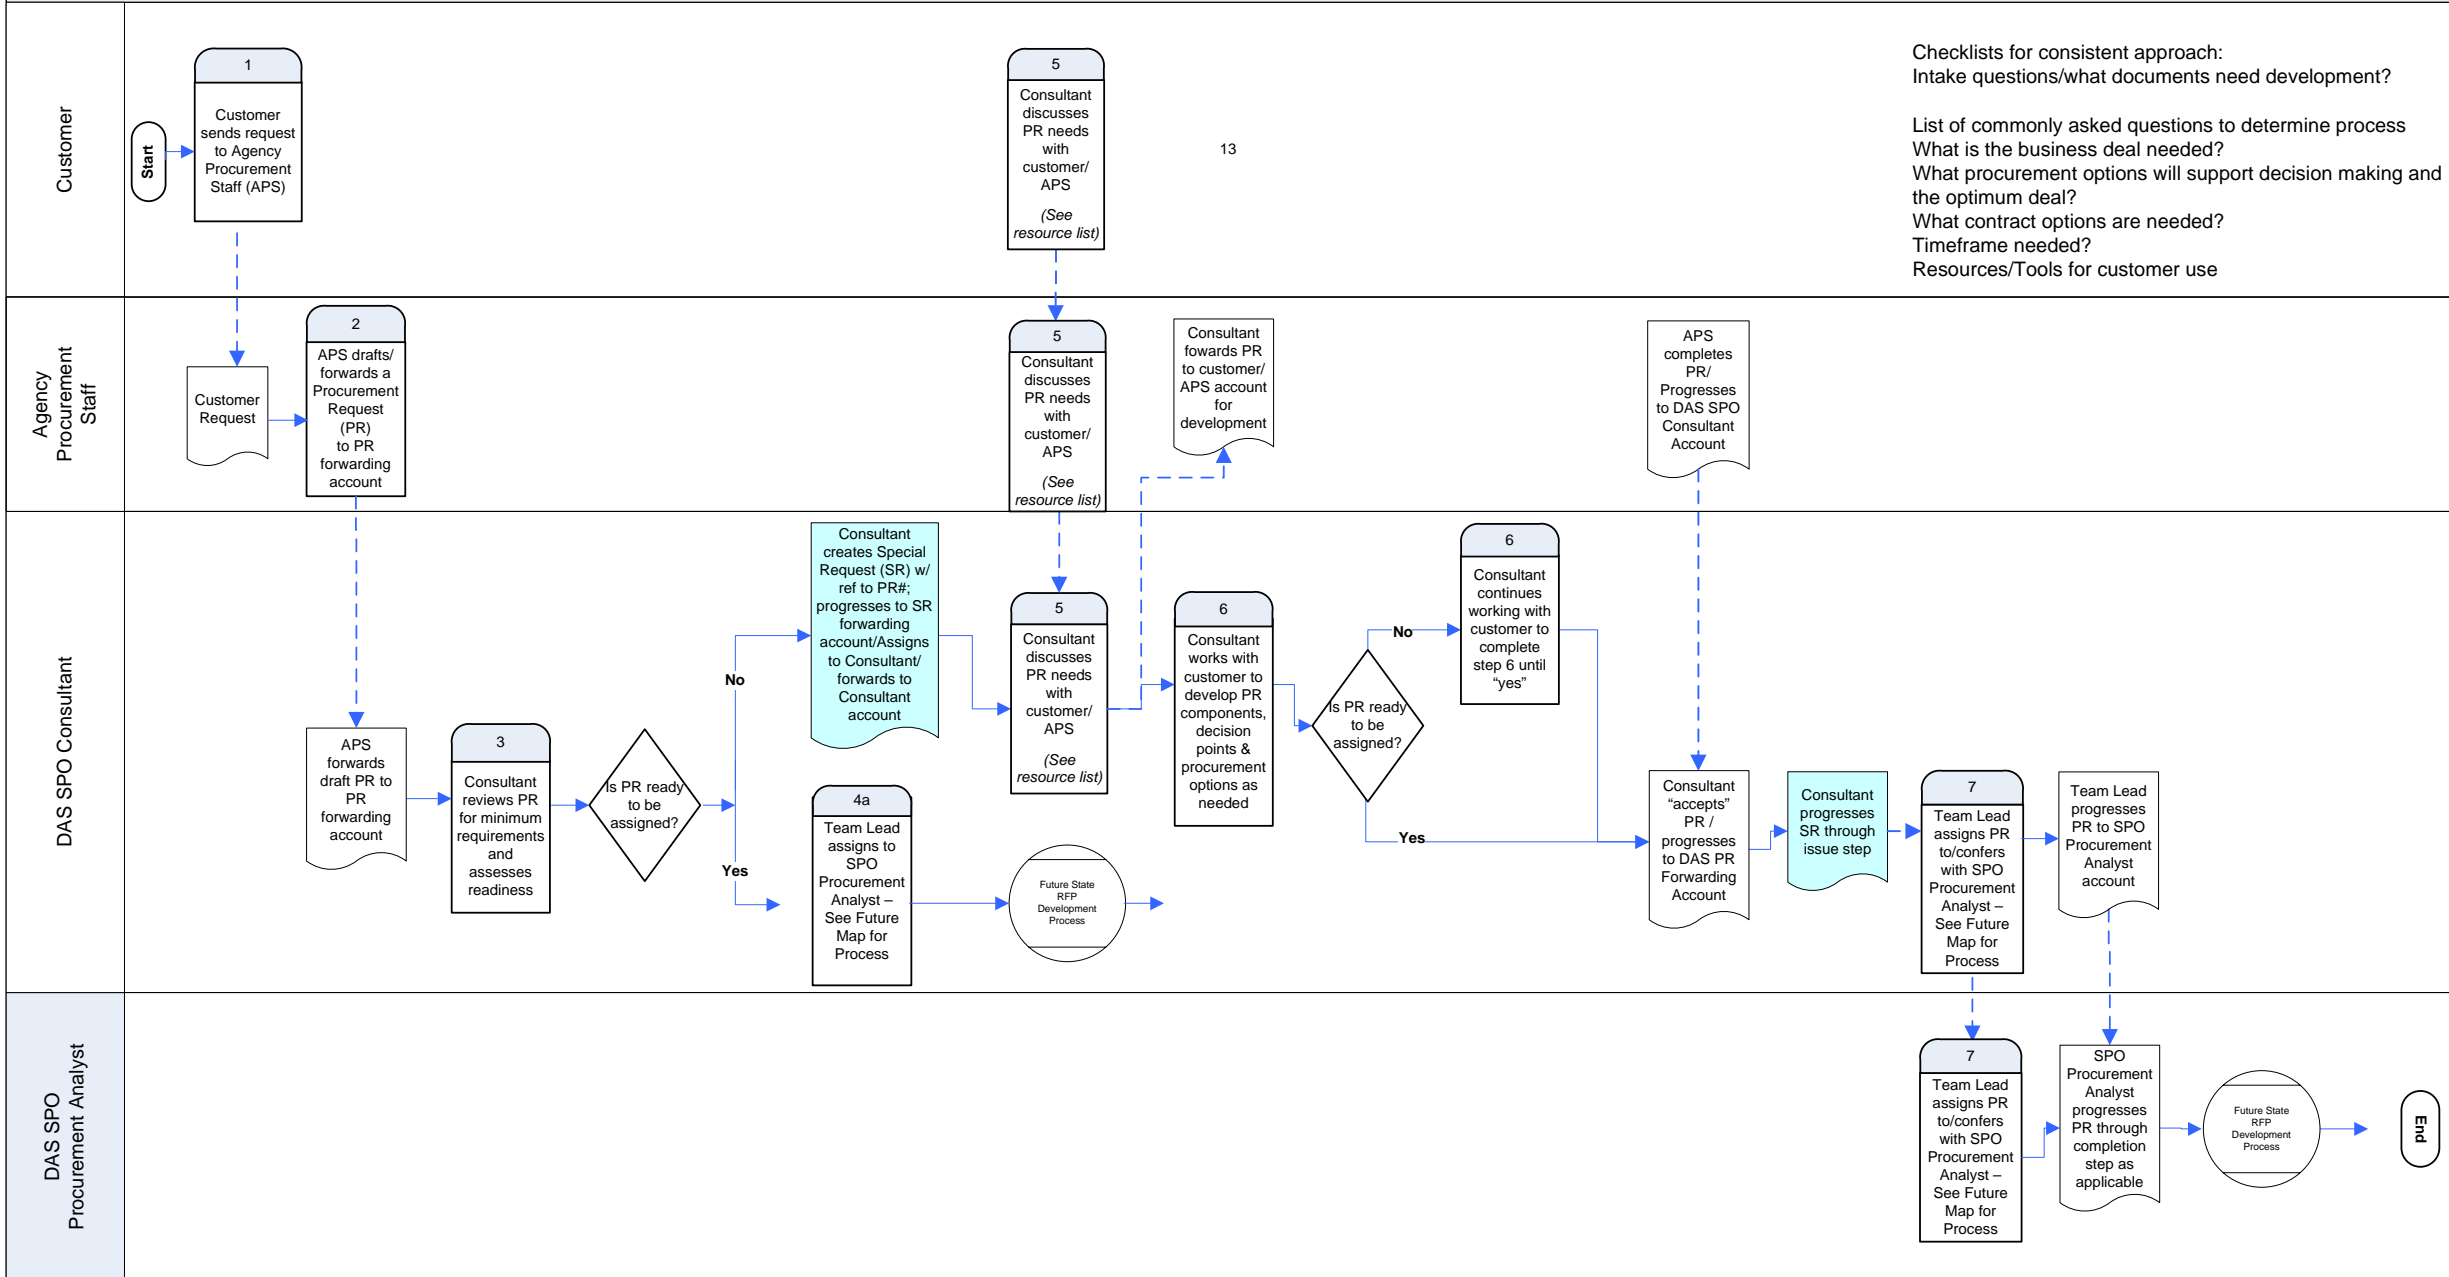 Customer
Start
1
Customer
sends request
to Agency
Procurement
Staff (APS)
5
Consultant
discusses
PR needs
with
customer/
APS
(See
resource list)
13
Checklists for consistent approach:
Intake questions/what documents need development?
List of commonly asked questions to determine process
What is the business deal needed?
What procurement options will support decision making and
the optimum deal?
What contract options are needed?
Timeframe needed?
Resources/Tools for customer use
Agency
Procurement
Staff
Customer
Request
2
APS drafts/
forwards a
Procurement
Request
(PR)
to PR
forwarding
account
5
Consultant
discusses
PR needs
with
customer/
APS
(See
resource list)
Consultant
fowards PR
to customer/
APS account
for
development
APS
completes
PR/
Progresses
to DAS SPO
Consultant
Account
DAS SPO Consultant
APS
forwards
draft PR to
PR
forwarding
account
3
Consultant
reviews PR
for minimum
requirements
and
assesses
readiness
Is PR ready
to be
assigned?
No
Yes
Consultant
creates Special
Request (SR) w/
ref to PR#;
progresses to SR
forwarding
account/Assigns
to Consultant/
forwards to
Consultant
account
4a
Team Lead
assigns to
SPO
Procurement
Analyst –
See Future
Map for
Process
5
Consultant
discusses
PR needs
with
customer/
APS
(See
resource list)
Future State
RFP
Development
Process
6
Consultant
works with
customer to
develop PR
components,
decision
points &
procurement
options as
needed
Is PR ready
to be
assigned?
No
Yes
6
Consultant
continues
working with
customer to
complete
step 6 until
“yes”
Consultant
“accepts”
PR /
progresses
to DAS PR
Forwarding
Account
Consultant
progresses
SR through
issue step
7
Team Lead
assigns PR
to/confers
with SPO
Procurement
Analyst –
See Future
Map for
Process
Team Lead
progresses
PR to SPO
Procurement
Analyst
account
DAS SPO
Procurement Analyst
7
Team Lead
assigns PR
to/confers
with SPO
Procurement
Analyst –
See Future
Map for
Process
SPO
Procurement
Analyst
progresses
PR through
completion
step as
applicable
Future State
RFP
Development
Process
End